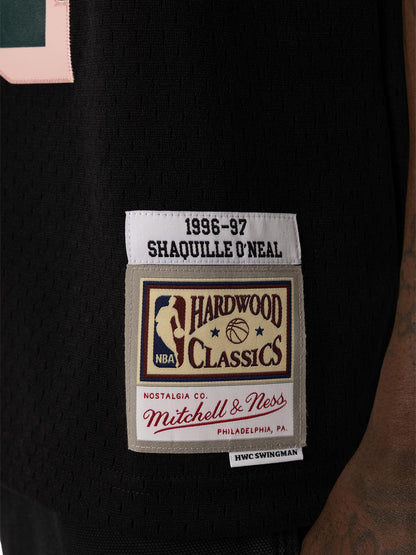 1996-97
SHAQUILLE O'NEAL
HARDWOOD
CLASSICS
NBA
NOSTALGIA CO.
Mitchell & Ness
PHILADELPHIA, PA.
HWC SWINGMAN